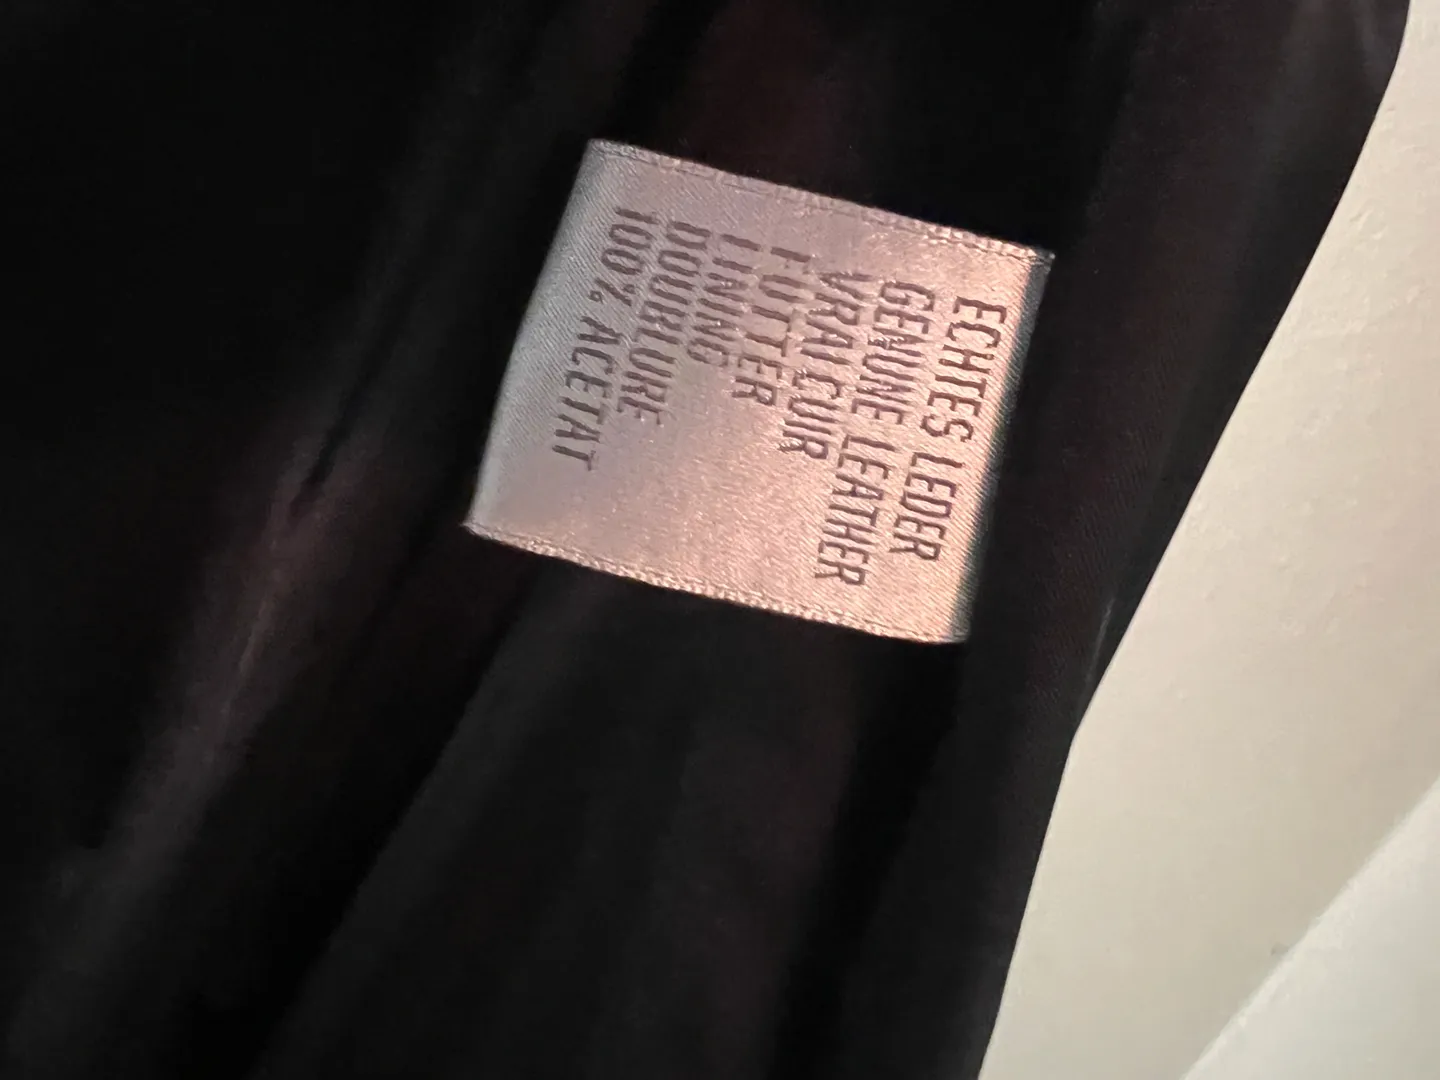 ECHTES LEDER
GENUINE LEATHER
VRAI CUIR
FUTTER
LINING
DOUBLURE
100% ACETAT